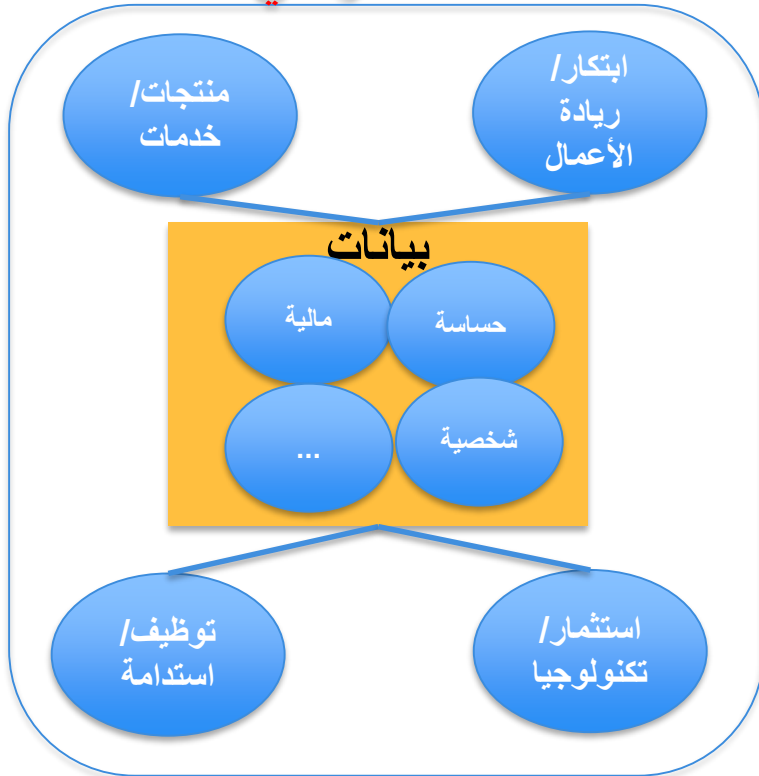 ابتكار/
ريادة
الأعمال
منتجات/
خدمات
بيانات
حساسة
مالية
شخصية
...
استثمار/
تكنولوجيا
توظيف/
استدامة